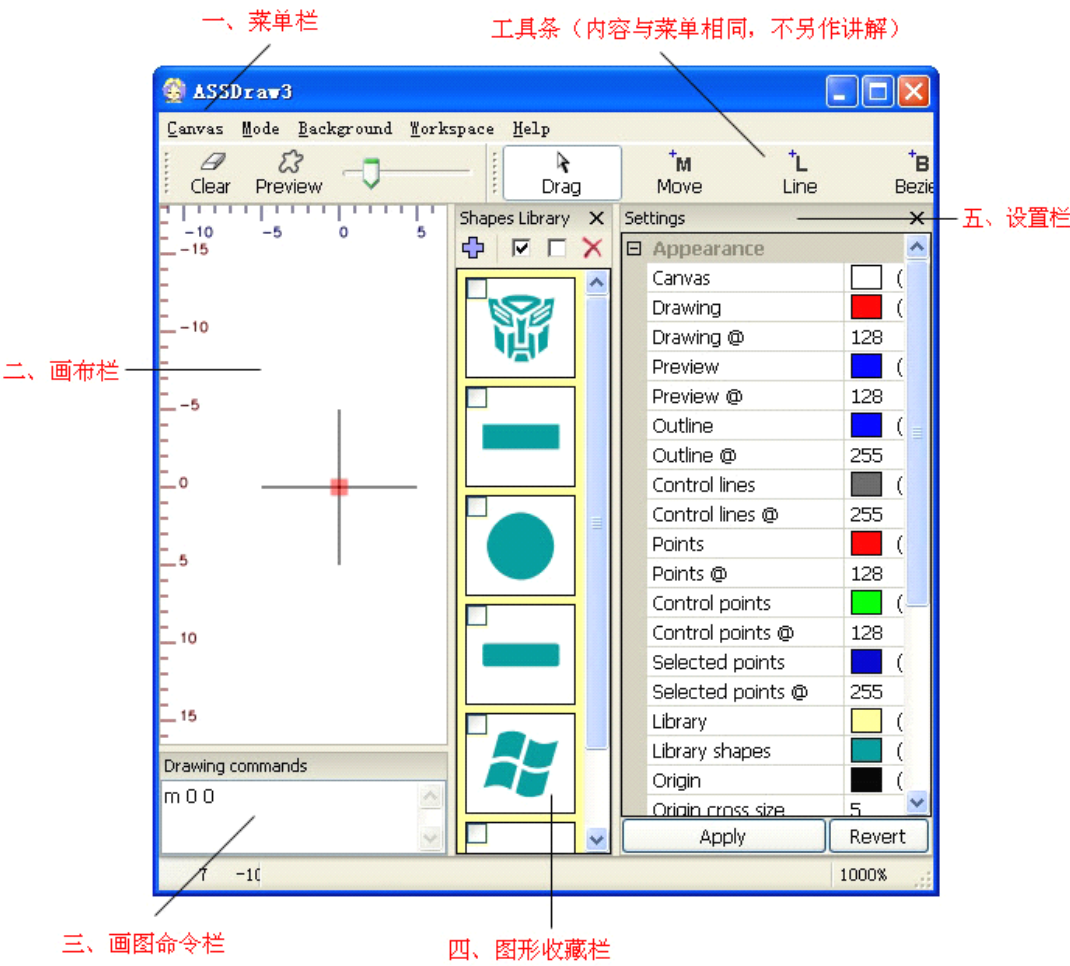 一、菜单栏
工具条（内容与菜单相同，不另作讲解）
ASSDraw3
Canvas Mode Background Workspace Help
Clear Preview Drag Move Line Bezie
M L B
-10 -5 0 5
-15
-10
-5
0
5
10
15
Shapes Library
Settings
五、设置栏
二、画布栏
Appearance
Canvas (
Drawing (
Drawing @ 128
Preview (
Preview @ 128
Outline (
Outline @ 255
Control lines (
Control lines @ 255
Points (
Points @ 128
Control points (
Control points @ 128
Selected points (
Selected points @ 255
Library (
Library shapes (
Origin (
Origin cross size 5
Apply Revert
Drawing commands
m 0 0
7 -10
1000%
三、画图命令栏
四、图形收藏栏